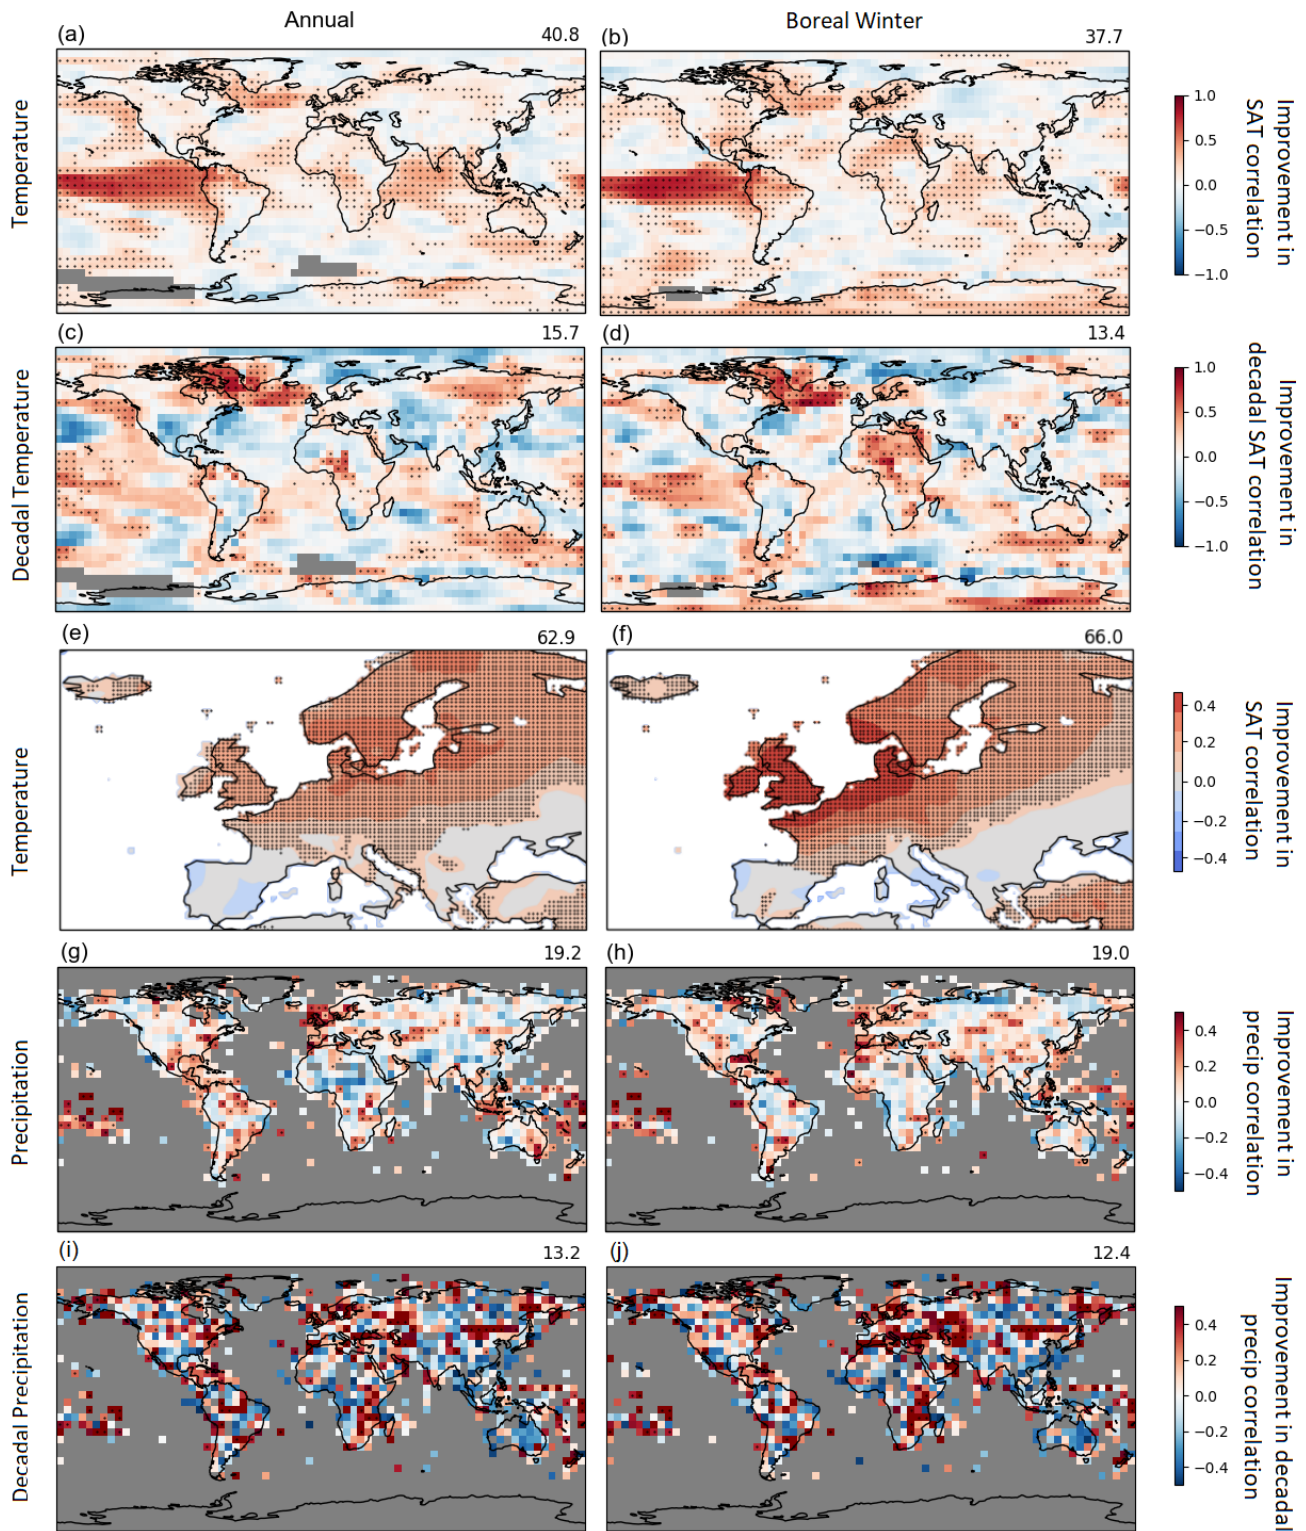 Annual
Boreal Winter
(a)
40.8
(b)
37.7
Temperature
1.0
0.5
0.0
−0.5
−1.0
Improvement in
SAT correlation
(c)
15.7
(d)
13.4
Decadal Temperature
1.0
0.5
0.0
−0.5
−1.0
Improvement in
decadal SAT correlation
(e)
62.9
(f)
66.0
Temperature
0.4
0.2
0.0
−0.2
−0.4
Improvement in
SAT correlation
(g)
19.2
(h)
19.0
Precipitation
0.4
0.2
0.0
−0.2
−0.4
Improvement in
precip correlation
(i)
13.2
(j)
12.4
Decadal Precipitation
0.4
0.2
0.0
−0.2
−0.4
Improvement in decadal
precip correlation